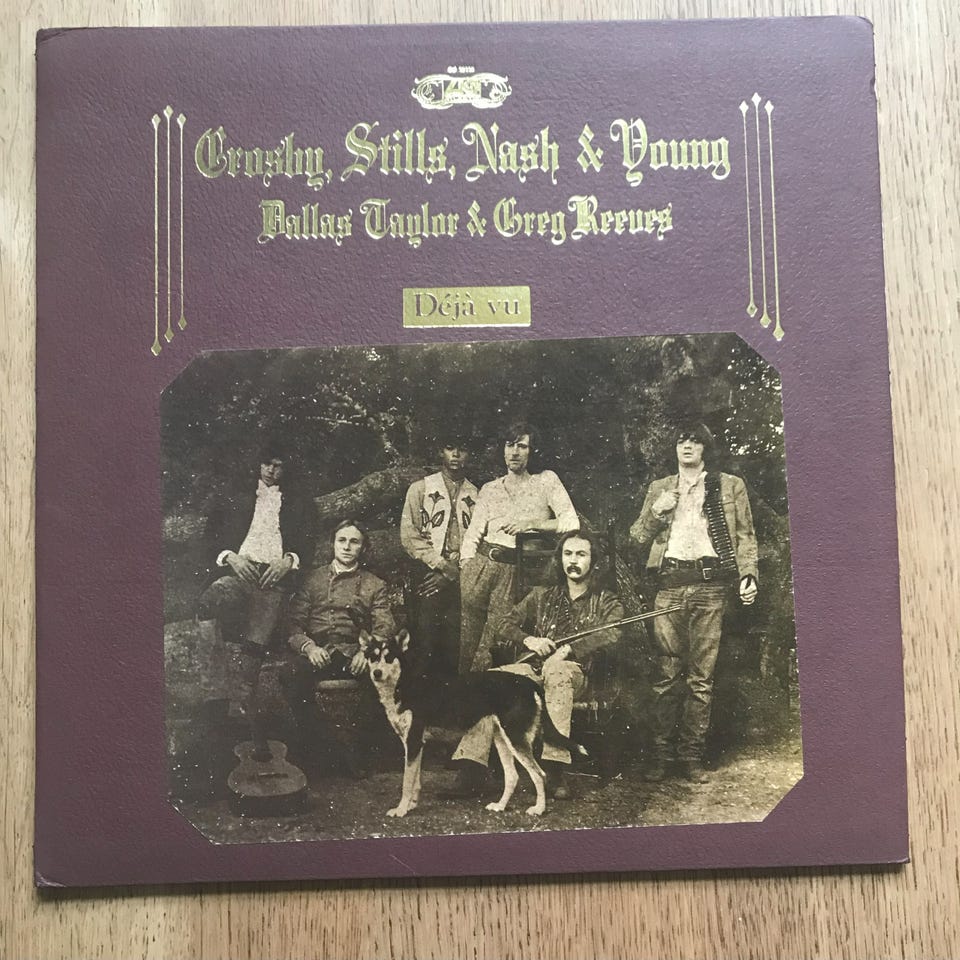 Crosby, Stills, Nash & Young
Dallas Taylor & Greg Reeves
Déjà vu